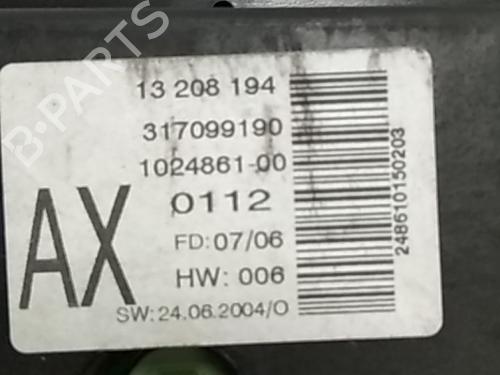 13 208 194
317099190
1024861-00
0112
AX
FD: 07/06
HW: 006
SW: 24.06.2004/O
248610150203
B-PARTS